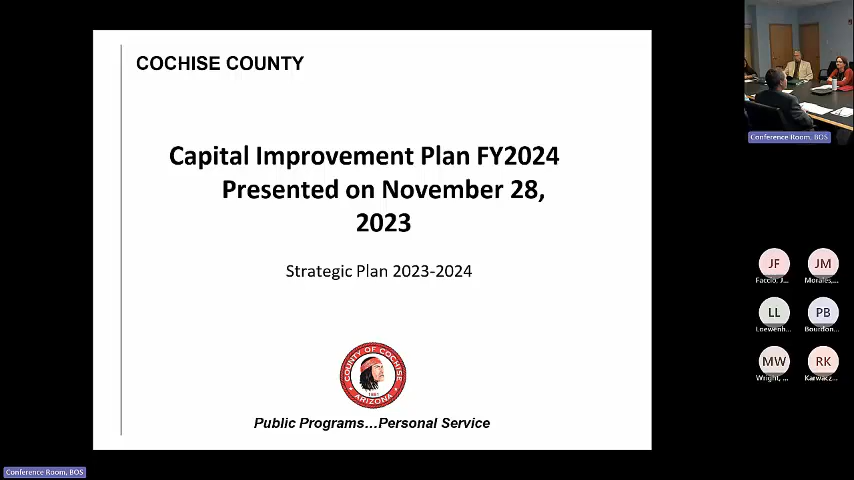 COCHISE COUNTY
Capital Improvement Plan FY2024
Presented on November 28,
2023
Strategic Plan 2023-2024
COUNTY OF COCHISE
1881
ARIZONA
Public Programs…Personal Service
Conference Room, BOS
JF
JM
Faccio, J...
Morales,...
LL
PB
Loewenh...
Bourdon...
MW
RK
Wright, ...
Karwacz...
Conference Room, BOS